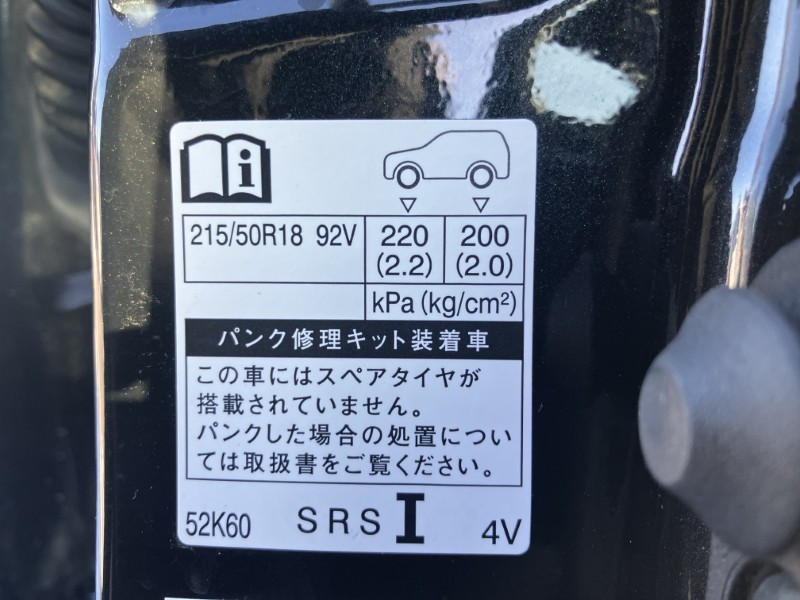 215/50R18 92V 220 200
(2.2) (2.0)
kPa (kg/cm²)
パンク修理キット装着車
この車にはスペアタイヤが
搭載されていません。
パンクした場合の処置につい
ては取扱書をご覧ください。
52K60 SRS I 4V